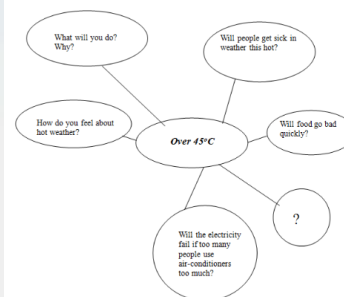 What will you do?
Why?
Will people get sick in
weather this hot?
How do you feel about
hot weather?
Over 45°C
Will food go bad
quickly?
?
Will the electricity
fail if too many
people use
air-conditioners
too much?